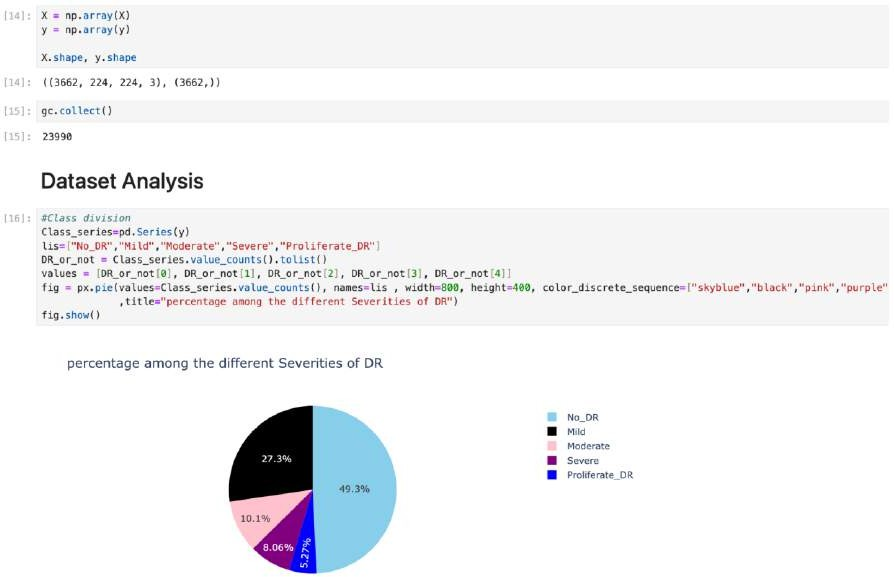 [14]: X = np.array(X)
y = np.array(y)
X.shape, y.shape
[14]: ((3662, 224, 224, 3), (3662,))
[15]: gc.collect()
[15]: 23990
Dataset Analysis
[16]: #Class division
Class_series=pd.Series(y)
lis=["No_DR","Mild","Moderate","Severe","Proliferate_DR"]
DR_or_not = Class_series.value_counts().tolist()
values = [DR_or_not[0], DR_or_not[1], DR_or_not[2], DR_or_not[3], DR_or_not[4]]
fig = px.pie(values=Class_series.value_counts(), names=lis , width=800, height=400, color_discrete_sequence=["skyblue","black","pink","purple"
,title="percentage among the different Severities of DR")
fig.show()
percentage among the different Severities of DR
No_DR
Mild
Moderate
Severe
Proliferate_DR
27.3%
49.3%
10.1%
8.06%
5.27%